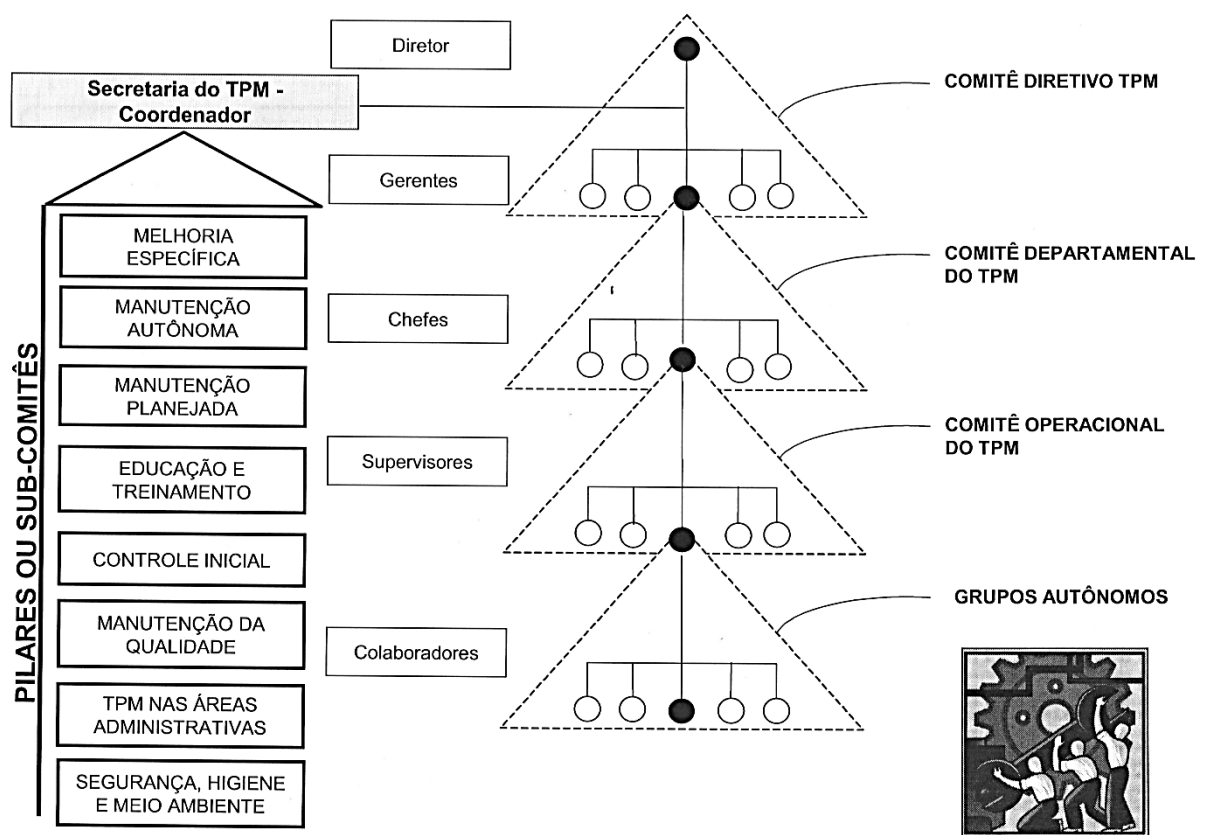 Diretor
Secretaria do TPM -
Coordenador
COMITÊ DIRETIVO TPM
Gerentes
PILARES OU SUB-COMITÊS
MELHORIA
ESPECÍFICA
COMITÊ DEPARTAMENTAL
DO TPM
MANUTENÇÃO
AUTÔNOMA
Chefes
MANUTENÇÃO
PLANEJADA
COMITÊ OPERACIONAL
DO TPM
EDUCAÇÃO E
TREINAMENTO
Supervisores
CONTROLE INICIAL
GRUPOS AUTÔNOMOS
MANUTENÇÃO DA
QUALIDADE
Colaboradores
TPM NAS ÁREAS
ADMINISTRATIVAS
SEGURANÇA, HIGIENE
E MEIO AMBIENTE